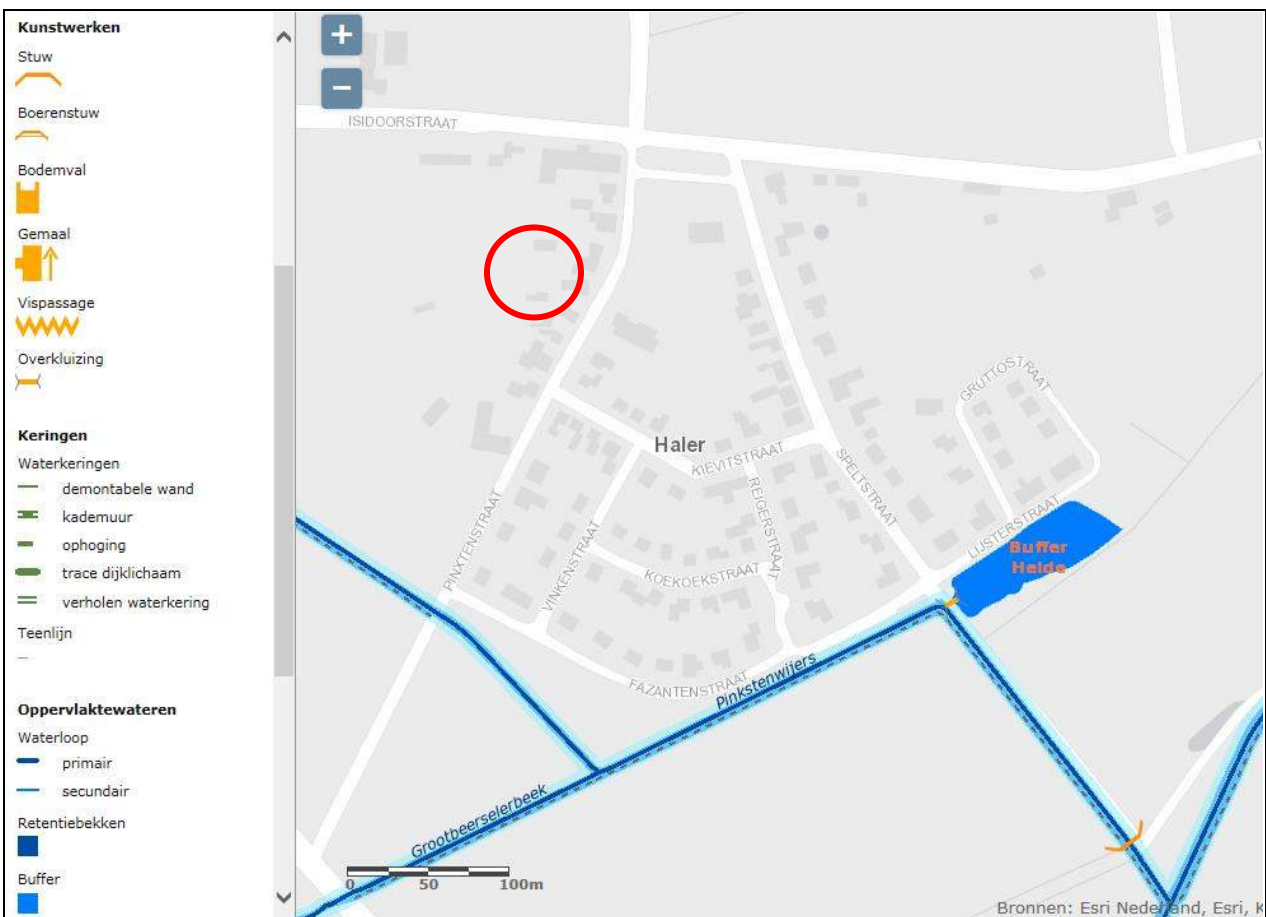 Kunstwerken
Stuw
Boerenstuw
Bodemval
Gemaal
Vispassage
Overkluizing
Keringen
Waterkeringen
demontabele wand
kademuur
ophoging
trace dijklichaam
verholen waterkering
Teenlijn
Oppervlaktewateren
Waterloop
primair
secundair
Retentiebekken
Buffer
+
−
ISIDOORSTRAAT
GRUTTOSTRAAT
Haler
KIEVITSTRAAT
SPELTSTRAAT
REIGERSTRAAT
PINXTENSTRAAT
VINKENSTRAAT
KOEKOEKSTRAAT
LIJSTERSTRAAT
Buffer
Heide
FAZANTENSTRAAT
Pinkstenwijers
Grootbeerselerbeek
0 50 100m
Bronnen: Esri Nederland, Esri, K